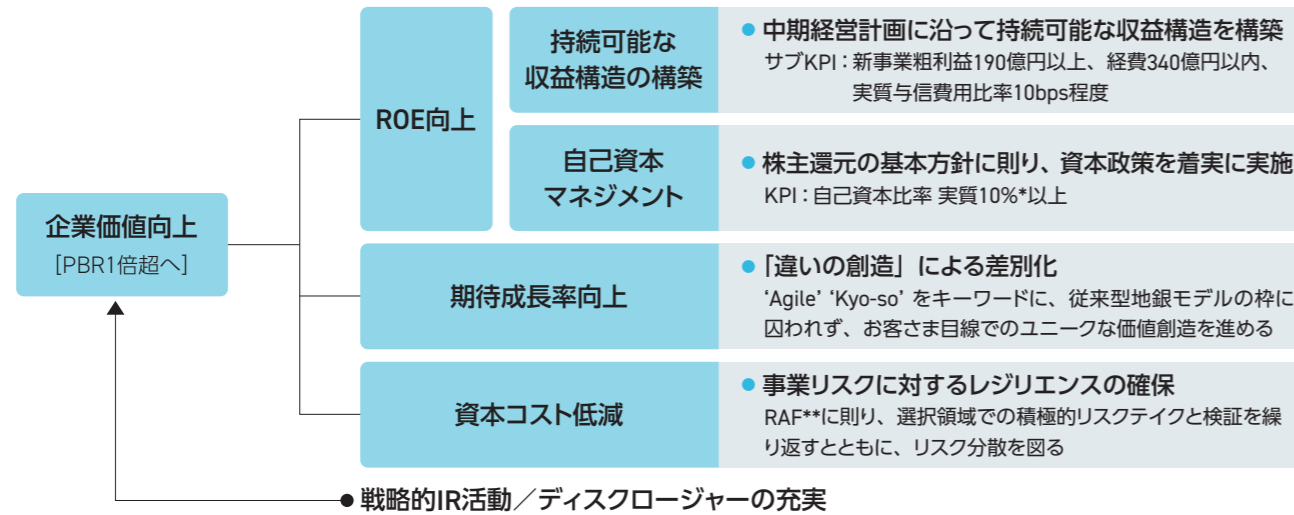 企業価値向上
[PBR1倍超へ]
ROE向上
持続可能な
収益構造の構築
● 中期経営計画に沿って持続可能な収益構造を構築
サブKPI：新事業粗利益190億円以上、経費340億円以内、
実質与信費用比率10bps程度
自己資本
マネジメント
● 株主還元の基本方針に則り、資本政策を着実に実施
KPI：自己資本比率 実質10%*以上
期待成長率向上
● 「違いの創造」による差別化
‘Agile’ ‘Kyo-so’ をキーワードに、従来型地銀モデルの枠に
囚われず、お客さま目線でのユニークな価値創造を進める
資本コスト低減
● 事業リスクに対するレジリエンスの確保
RAF**に則り、選択領域での積極的リスクテイクと検証を繰
り返すとともに、リスク分散を図る
● 戦略的IR活動／ディスクロージャーの充実